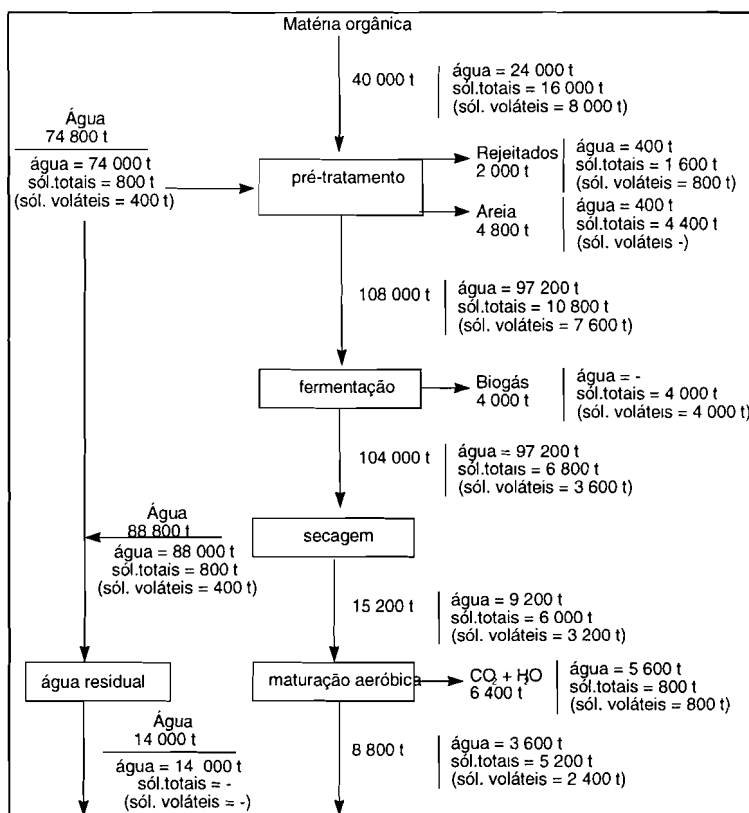 Matéria orgânica
40 000 t
água = 24 000 t
sól.totais = 16 000 t
(sól. voláteis = 8 000 t)
Água
74 800 t
água = 74 000 t
sól.totais = 800 t
(sól. voláteis = 400 t)
pré-tratamento
Rejeitados
2 000 t
água = 400 t
sól.totais = 1 600 t
(sól. voláteis = 800 t)
Areia
4 800 t
água = 400 t
sól.totais = 4 400 t
(sól. voláteis -)
108 000 t
água = 97 200 t
sól.totais = 10 800 t
(sól. voláteis = 7 600 t)
fermentação
Biogás
4 000 t
água = -
sól.totais = 4 000 t
(sól. voláteis = 4 000 t)
104 000 t
água = 97 200 t
sól.totais = 6 800 t
(sól. voláteis = 3 600 t)
Água
88 800 t
água = 88 000 t
sól.totais = 800 t
(sól. voláteis = 400 t)
secagem
15 200 t
água = 9 200 t
sól.totais = 6 000 t
(sól. voláteis = 3 200 t)
água residual
maturação aeróbica
CO2 + H2O
6 400 t
água = 5 600 t
sól.totais = 800 t
(sól. voláteis = 800 t)
Água
14 000 t
água = 14 000 t
sól.totais = -
(sól. voláteis = -)
8 800 t
água = 3 600 t
sól.totais = 5 200 t
(sól. voláteis = 2 400 t)